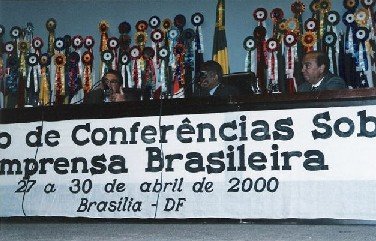 o de Conferências Sob
mprensa Brasileira
27 a 30 de abril de 2000
Brasília - DF